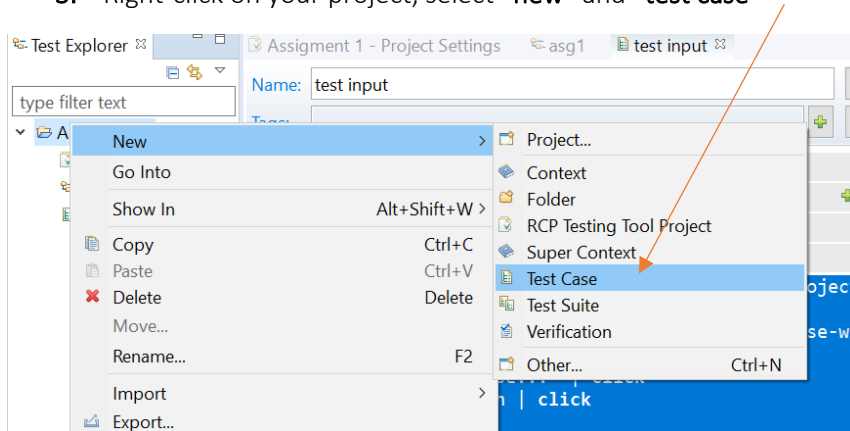 Right click on your project, select "new" and "test case"
Test Explorer
Assigment 1 - Project Settings
asg1
test input
Name: test input
type filter text
A
New
Project...
Go Into
Context
Folder
Show In Alt+Shift+W
RCP Testing Tool Project
Copy Ctrl+C
Super Context
Paste Ctrl+V
Test Case
Delete Delete
Test Suite
Move...
Verification
Rename... F2
Other... Ctrl+N
Import
click
Export...